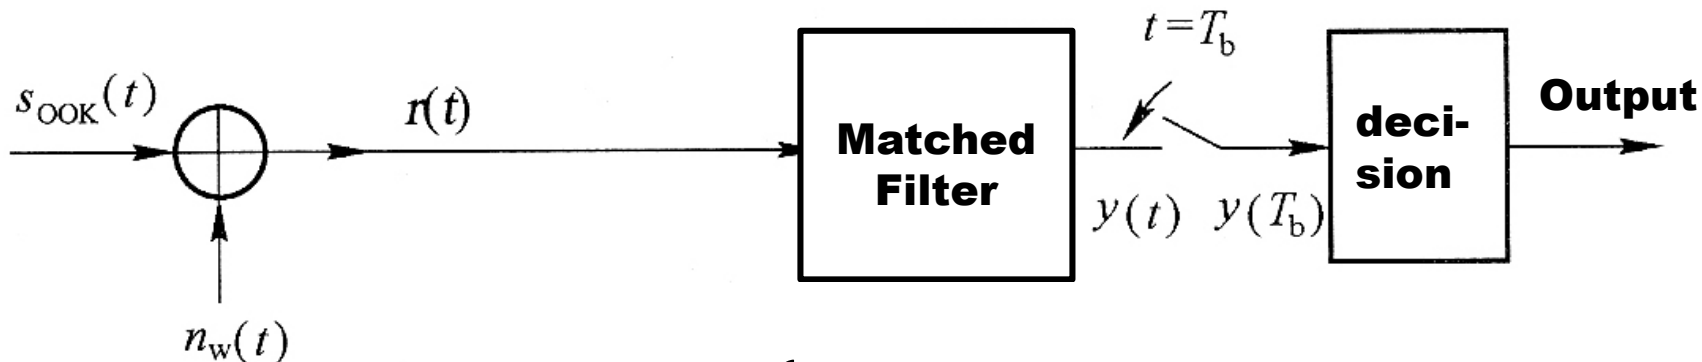 s_OOK(t)
r(t)
Matched
Filter
t=T_b
y(t)
y(T_b)
deci-
sion
Output
n_w(t)